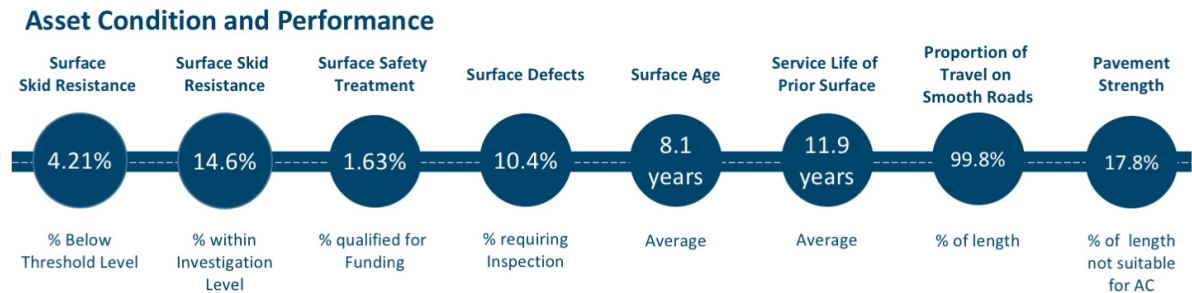 Asset Condition and Performance
Surface
Skid Resistance
Surface Skid
Resistance
Surface Safety
Treatment
Surface Defects
Surface Age
Service Life of
Prior Surface
Proportion of
Travel on
Smooth Roads
Pavement
Strength
4.21%
14.6%
1.63%
10.4%
8.1
years
11.9
years
99.8%
17.8%
% Below
Threshold Level
% within
Investigation
Level
% qualified for
Funding
% requiring
Inspection
Average
Average
% of length
% of length
not suitable
for AC